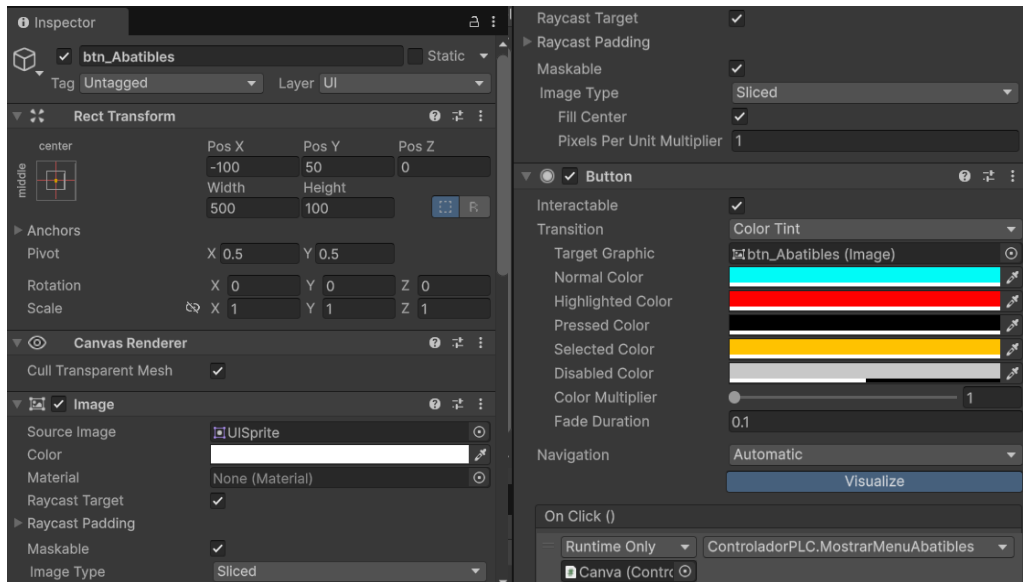 Inspector
btn_Abatibles
Static
Tag Untagged
Layer UI
Rect Transform
center
middle
Pos X
Pos Y
Pos Z
-100
50
0
Width
Height
500
100
R
Anchors
Pivot
X 0.5
Y 0.5
Rotation
X 0
Y 0
Z 0
Scale
X 1
Y 1
Z 1
Canvas Renderer
Cull Transparent Mesh
Image
Source Image
UISprite
Color
Material
None (Material)
Raycast Target
Raycast Padding
Maskable
Image Type
Sliced
Raycast Target
Raycast Padding
Maskable
Image Type
Sliced
Fill Center
Pixels Per Unit Multiplier
1
Button
Interactable
Transition
Color Tint
Target Graphic
btn_Abatibles (Image)
Normal Color
Highlighted Color
Pressed Color
Selected Color
Disabled Color
Color Multiplier
1
Fade Duration
0.1
Navigation
Automatic
Visualize
On Click ()
Runtime Only
ControladorPLC.MostrarMenuAbatibles
Canva (Contro